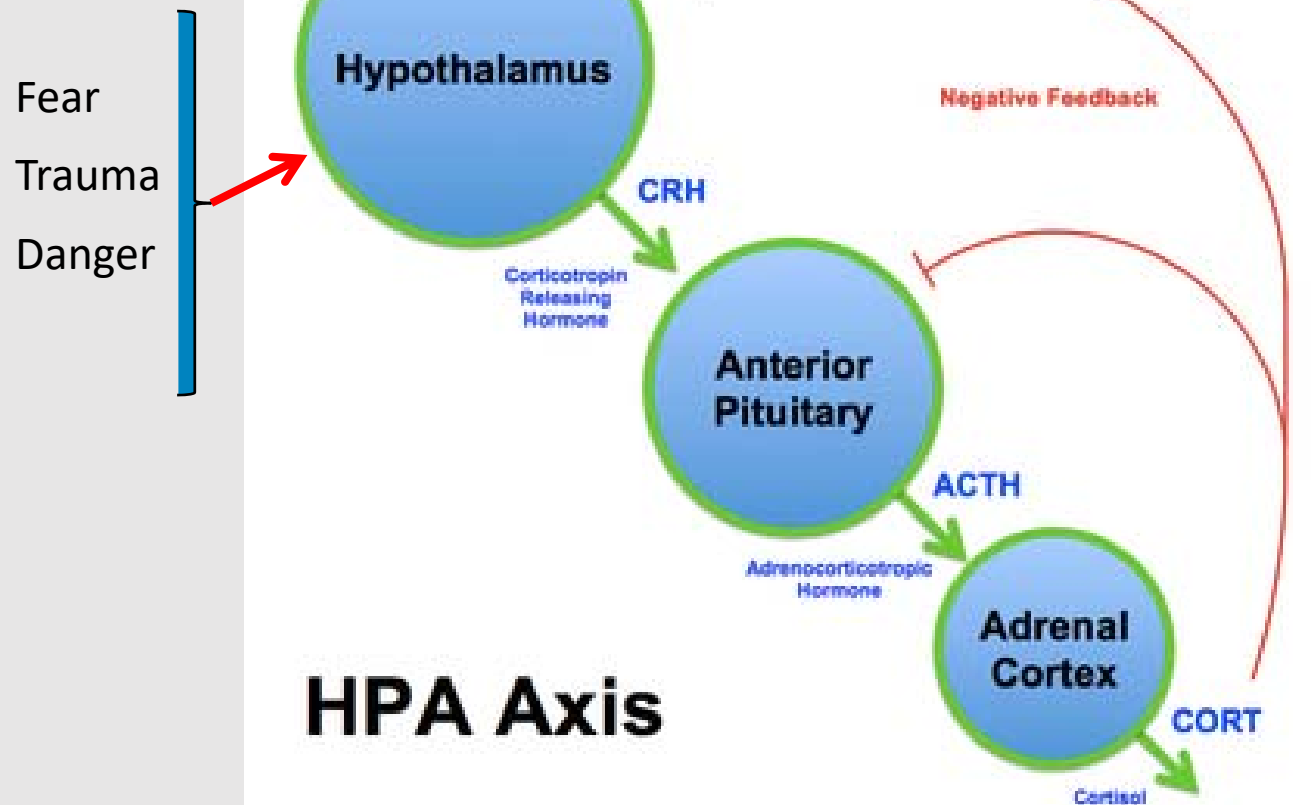 Fear
Trauma
Danger
Hypothalamus
Negative Feedback
CRH
Corticotropin
Releasing
Hormone
Anterior
Pituitary
ACTH
Adrenocorticotropic
Hormone
Adrenal
Cortex
HPA Axis
CORT
Cortisol